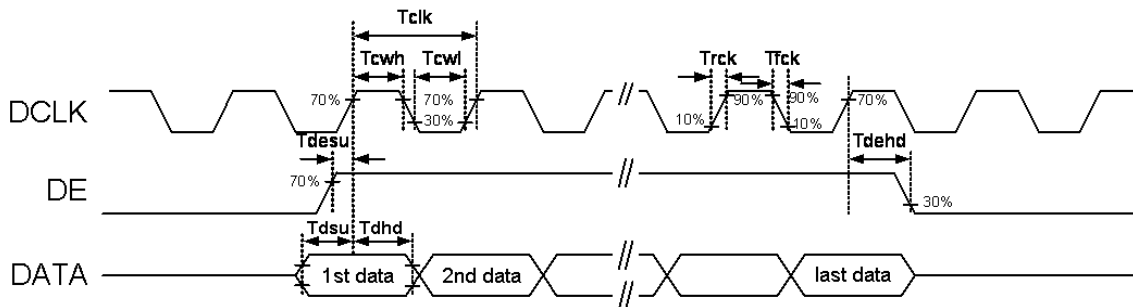 Tclk
Tcwh Tcwl Trck Tfck
DCLK 70% 70% 30% 10% 90% 90% 10% 70%
Tdesu Tdehd
DE 70% 30%
Tdsu Tdhd
DATA 1st data 2nd data last data